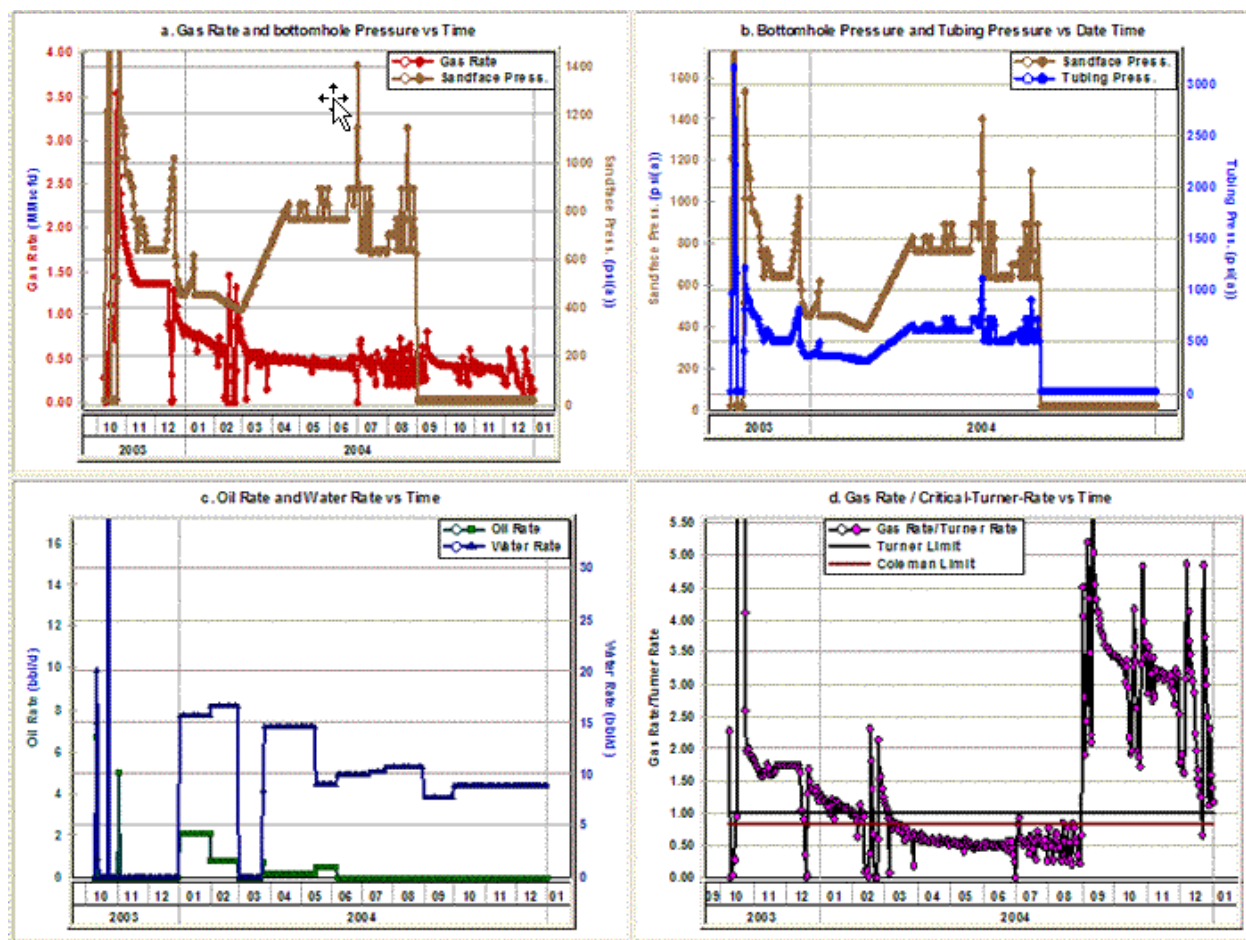 a. Gas Rate and bottomhole Pressure vs Time
Gas Rate
Sandface Press.
4.00
3.50
3.00
2.50
2.00
1.50
1.00
0.50
0.00
Gas Rate (MMscfd)
1400
1200
1000
800
600
400
200
0
Sandface Press. (psi(a))
10 11 12 01 02 03 04 05 06 07 08 09 10 11 12 01
2003 2004
b. Bottomhole Pressure and Tubing Pressure vs Date Time
Sandface Press.
Tubing Press.
1600
1400
1200
1000
800
600
400
200
0
Sandface Press. (psi(a))
3000
2500
2000
1500
1000
500
0
Tubing Press. (psi(a))
2003 2004
c. Oil Rate and Water Rate vs Time
Oil Rate
Water Rate
16
14
12
10
8
6
4
2
0
Oil Rate (bbl/d)
30
25
20
15
10
5
0
Water Rate (bbl/d)
10 11 12 01 02 03 04 05 06 07 08 09 10 11 12 01
2003 2004
d. Gas Rate / Critical-Turner-Rate vs Time
Gas Rate/Turner Rate
Turner Limit
Coleman Limit
5.50
5.00
4.50
4.00
3.50
3.00
2.50
2.00
1.50
1.00
0.50
0.00
Gas Rate/Turner Rate
09 10 11 12 01 02 03 04 05 06 07 08 09 10 11 12 01
2003 2004